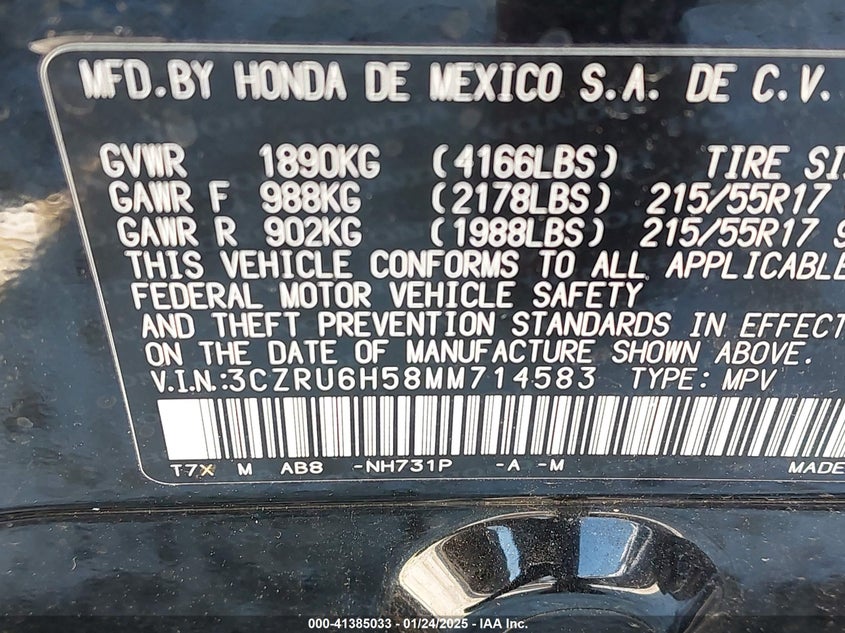 MFD.BY HONDA DE MEXICO S.A. DE C.V.
GVWR 1890KG (4166LBS) TIRE SI
GAWR F 988KG (2178LBS) 215/55R17
GAWR R 902KG (1988LBS) 215/55R17 9
THIS VEHICLE CONFORMS TO ALL APPLICABLE
FEDERAL MOTOR VEHICLE SAFETY
AND THEFT PREVENTION STANDARDS IN EFFECT
ON THE DATE OF MANUFACTURE SHOWN ABOVE.
V.I.N.:3CZRU6H58MM714583 TYPE: MPV
T7X M AB8 -NH731P -A -M MADE
000-41385033 - 01/24/2025 - IAA Inc.